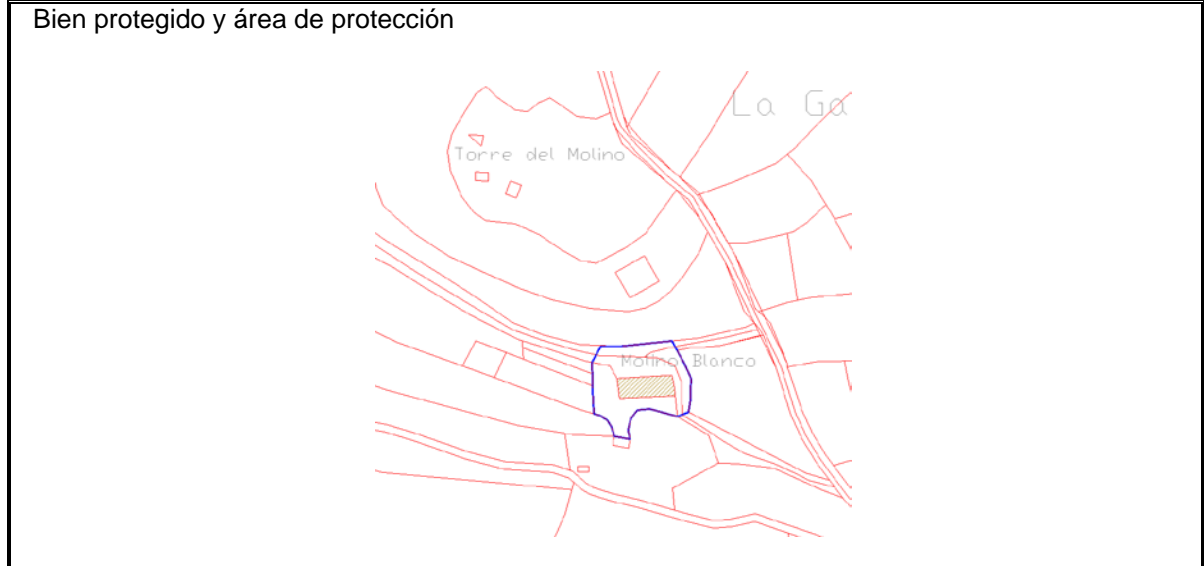 Bien protegido y área de protección
La Ga
Torre del Molino
Molino Blanco